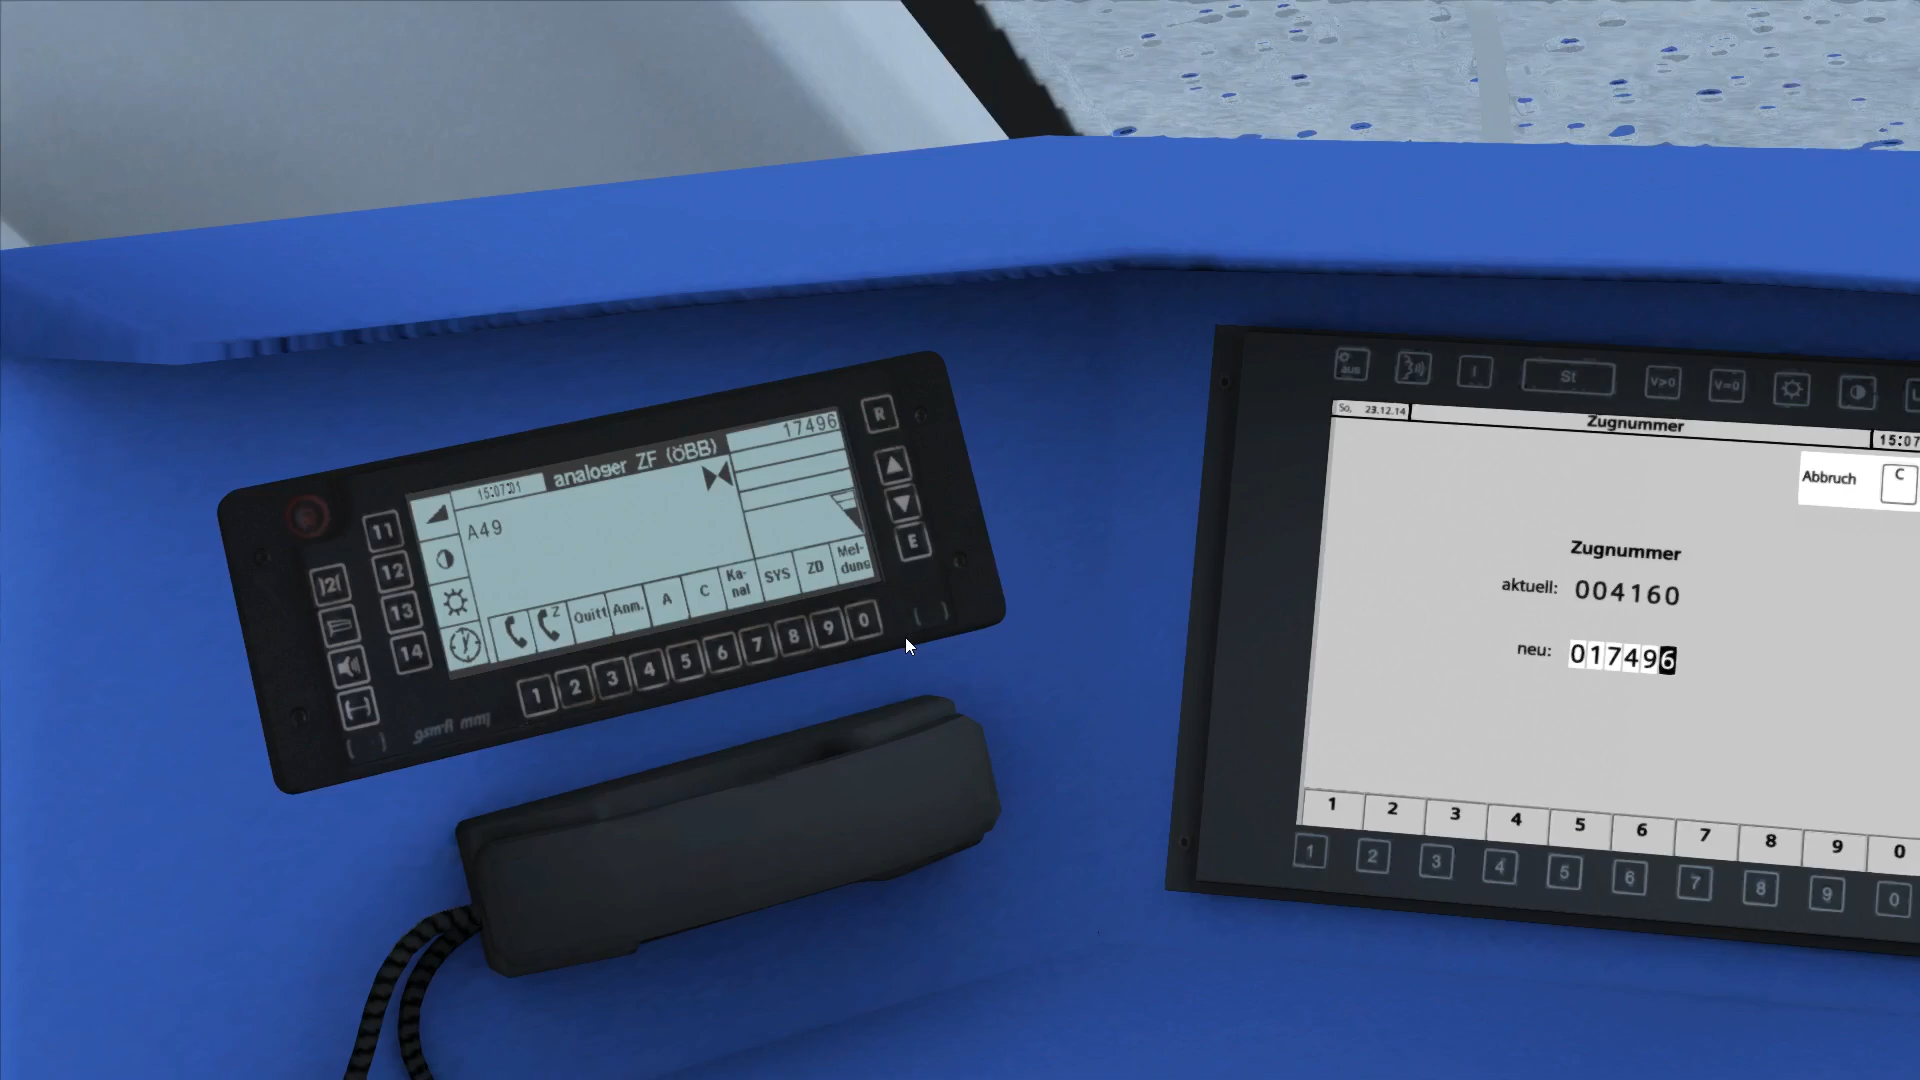 R
15:07:01 analoger ZF (öBB) 17496
A49
11
12
13
14
E
Quitt Anm. A C Ka-nal SYS ZD Mel-dung
1 2 3 4 5 6 7 8 9 0
gsm-R mmi
aus I St V>0 V=0
So, 23.12.14 Zugnummer 15:07
Abbruch C
Zugnummer
aktuell: 004160
neu: 017496
1 2 3 4 5 6 7 8 9 0
1 2 3 4 5 6 7 8 9 0